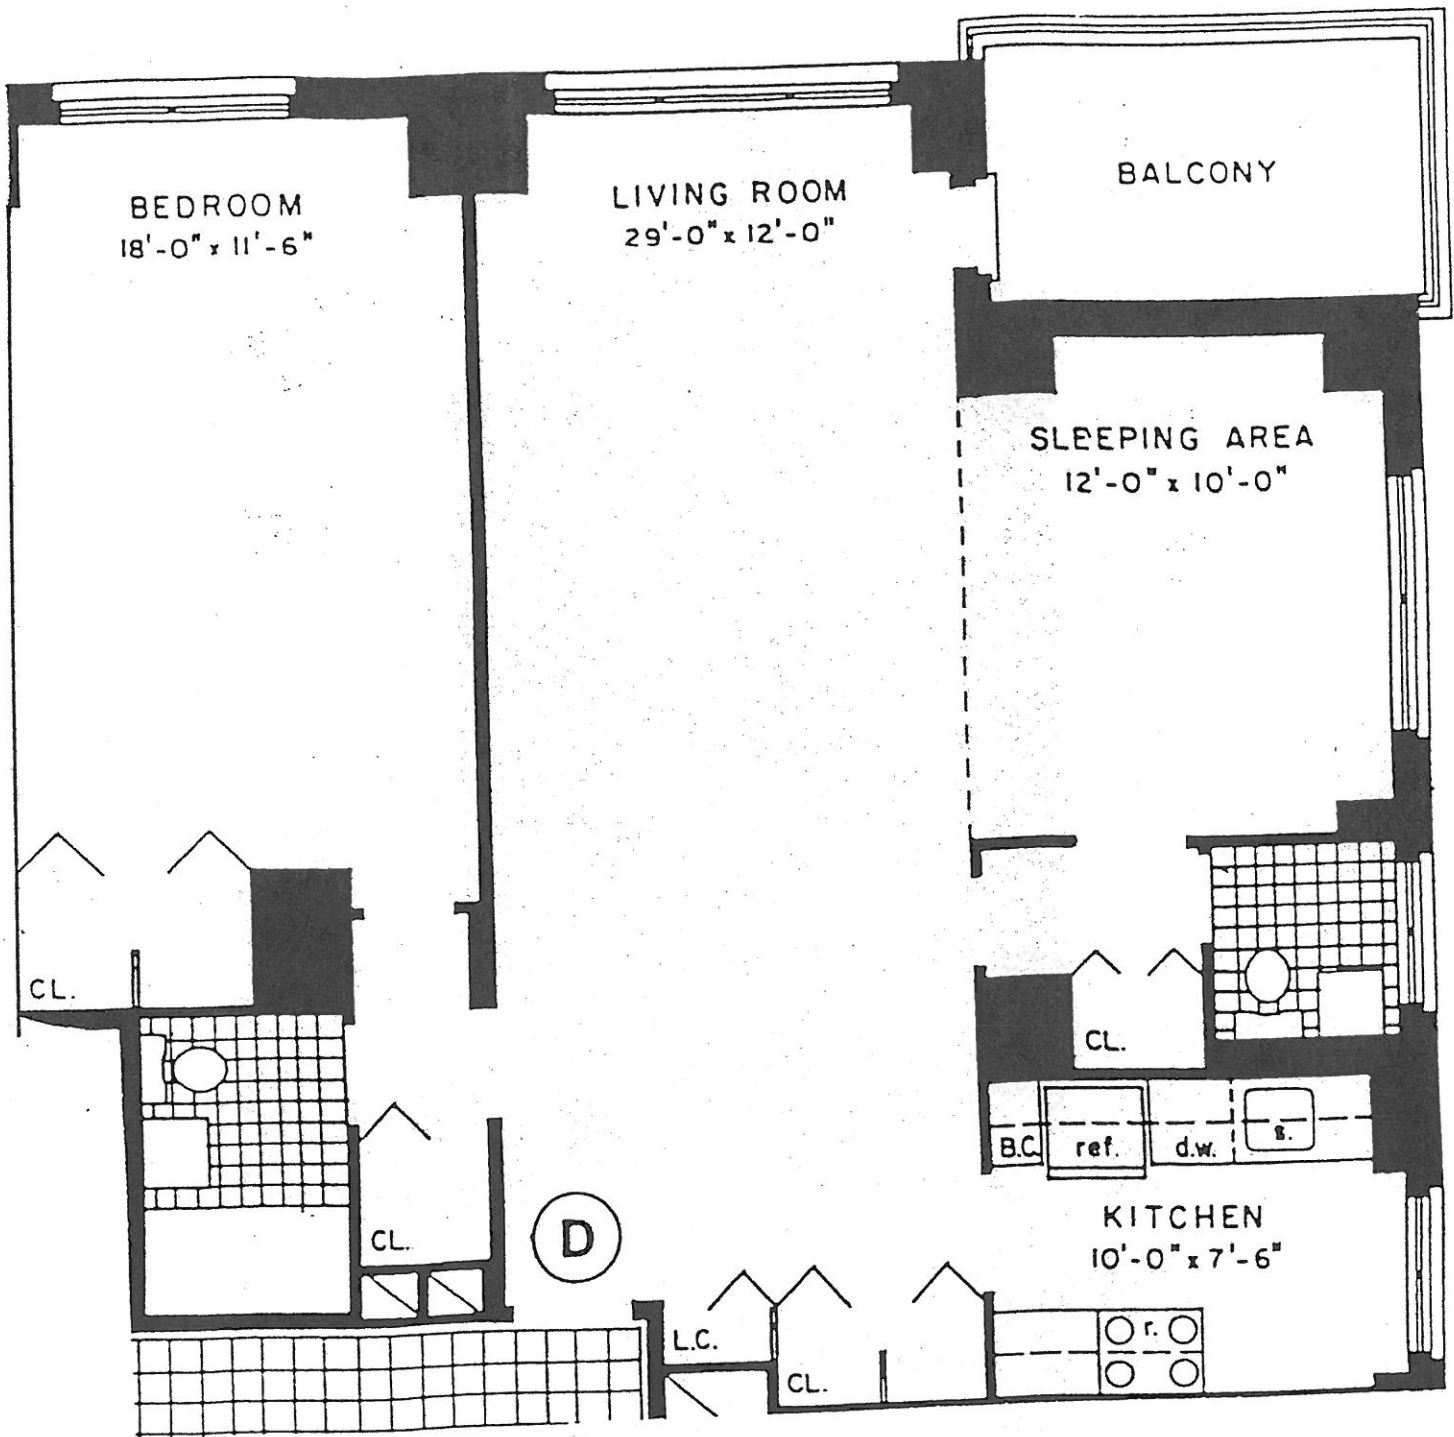 BALCONY
BEDROOM
18'-0" x 11'-6"
LIVING ROOM
29'-0" x 12'-0"
SLEEPING AREA
12'-0" x 10'-0"
CL.
CL.
B.C.
ref.
d.w.
s.
KITCHEN
10'-0" x 7'-6"
CL.
D
L.C.
CL.
r.